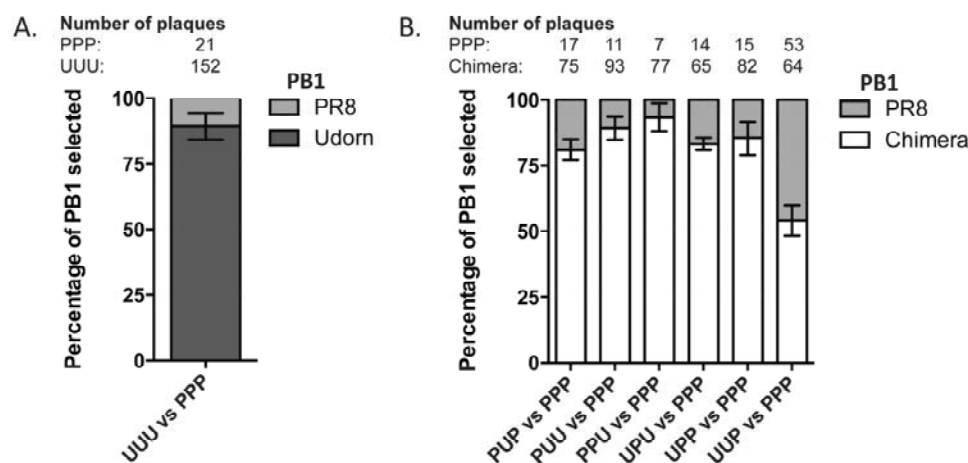 A.
Number of plaques
PPP: 21
UUU: 152
PB1
PR8
Udorn
Percentage of PB1 selected
100
75
50
25
0
UUU vs PPP
B.
Number of plaques
PPP: 17 11 7 14 15 53
Chimera: 75 93 77 65 82 64
PB1
PR8
Chimera
Percentage of PB1 selected
100
75
50
25
0
PUP vs PPP
PUU vs PPP
PPU vs PPP
UPU vs PPP
UPP vs PPP
UUP vs PPP